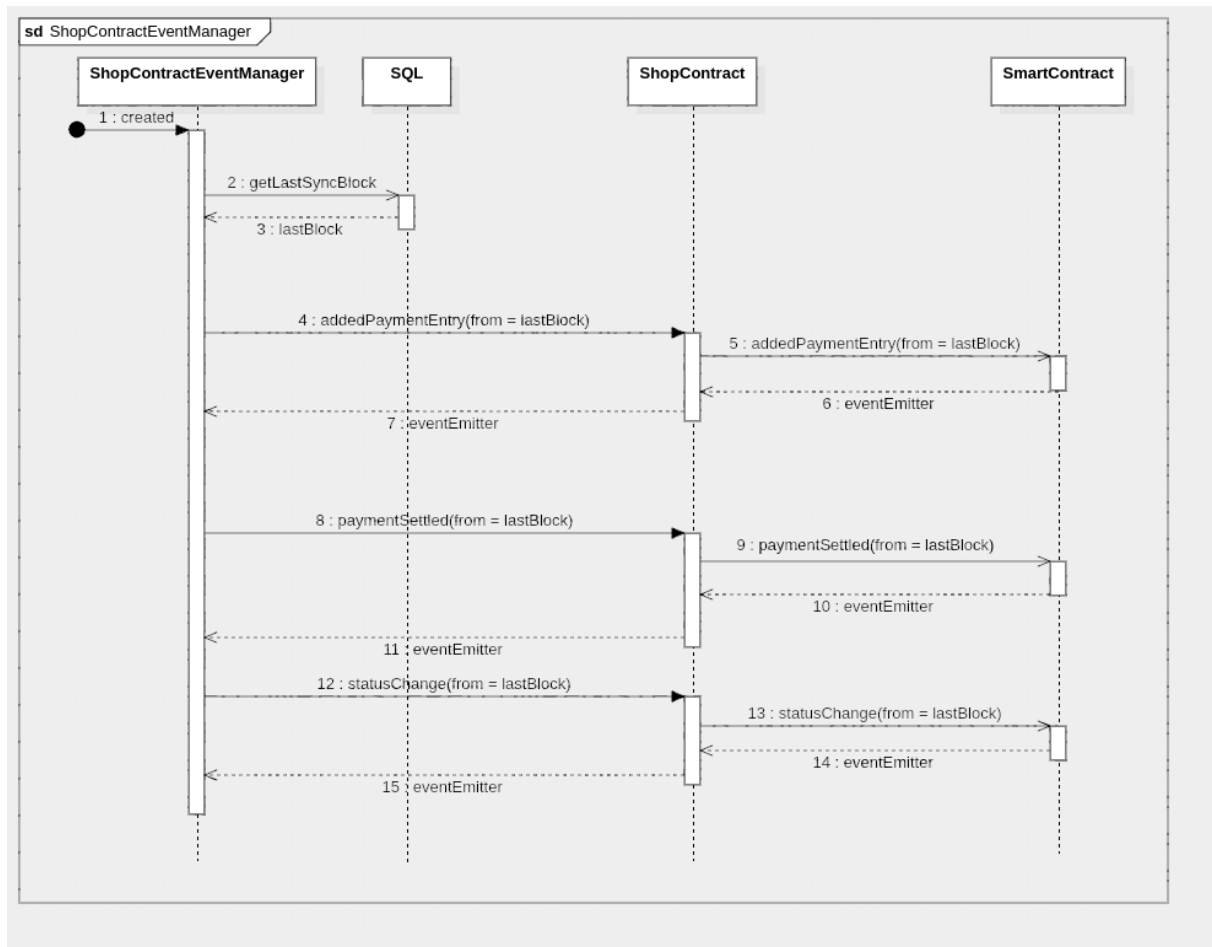 sd ShopContractEventManager
ShopContractEventManager
SQL
ShopContract
SmartContract
1 : created
2 : getLastSyncBlock
3 : lastBlock
4 : addedPaymentEntry(from = lastBlock)
5 : addedPaymentEntry(from = lastBlock)
6 : eventEmitter
7 : eventEmitter
8 : paymentSettled(from = lastBlock)
9 : paymentSettled(from = lastBlock)
10 : eventEmitter
11 : eventEmitter
12 : statusChange(from = lastBlock)
13 : statusChange(from = lastBlock)
14 : eventEmitter
15 : eventEmitter